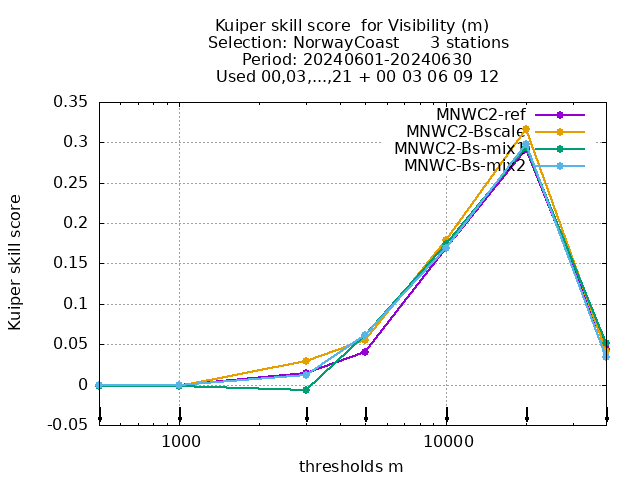 Kuiper skill score  for Visibility (m)
Selection: NorwayCoast      3 stations
Period: 20240601-20240630
Used 00,03,...,21 + 00 03 06 09 12
0.35
0.3
0.25
0.2
0.15
0.1
0.05
0
-0.05
Kuiper skill score
MNWC2-ref
MNWC2-Bscale
MNWC2-Bs-mix1
MNWC-Bs-mix2
1000
10000
thresholds m